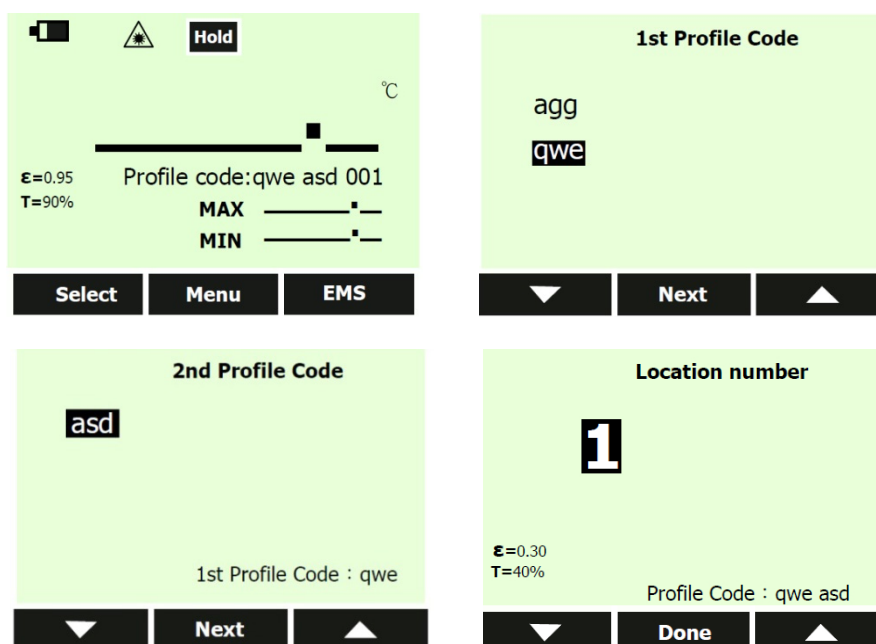 Hold
℃
ε=0.95
Profile code:qwe asd 001
T=90%
MAX
MIN
Select Menu EMS
1st Profile Code
agg
qwe
Next
2nd Profile Code
asd
1st Profile Code : qwe
Next
Location number
1
ε=0.30
T=40%
Profile Code : qwe asd
Done